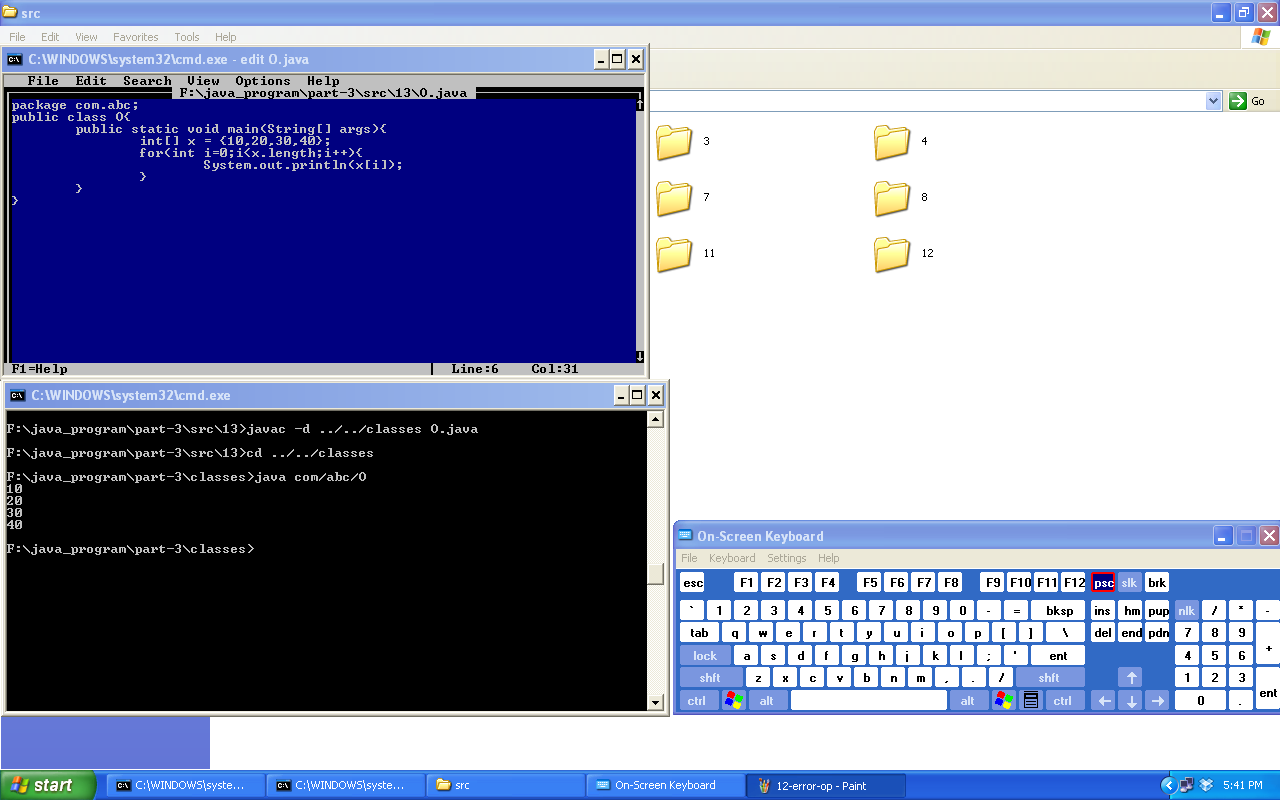 src
File Edit View Favorites Tools Help
C:\WINDOWS\system32\cmd.exe - edit O.java
File Edit Search View Options Help
F:\java_program\part-3\src\13\O.java
package com.abc;
public class O{
public static void main(String[] args){
int[] x = {10,20,30,40};
for(int i=0;i<x.length;i++){
System.out.println(x[i]);
}
}
}
F1=Help Line:6 Col:31
Go
3 4
7 8
11 12
C:\WINDOWS\system32\cmd.exe
F:\java_program\part-3\src\13>javac -d ../../classes O.java
F:\java_program\part-3\src\13>cd ../../classes
F:\java_program\part-3\classes>java com/abc/O
10
20
30
40
F:\java_program\part-3\classes>
On-Screen Keyboard
File Keyboard Settings Help
esc F1 F2 F3 F4 F5 F6 F7 F8 F9 F10 F11 F12 psc slk brk
` 1 2 3 4 5 6 7 8 9 0 - = bksp ins hm pup nlk / * -
tab q w e r t y u i o p [ ] \ del end pdn 7 8 9 +
lock a s d f g h j k l ; ' ent 4 5 6
shft z x c v b n m , . / shft 1 2 3 ent
ctrl alt alt ctrl 0 .
start C:\WINDOWS\syste... C:\WINDOWS\syste... src On-Screen Keyboard 12-error-op - Paint 5:41 PM